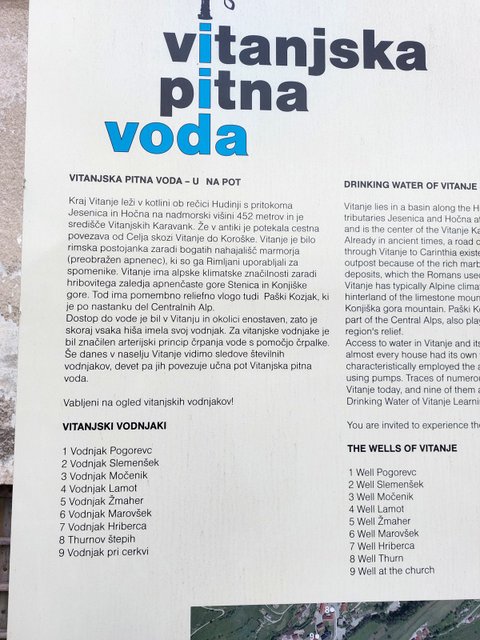 vitanjska
pitna
voda
VITANJSKA PITNA VODA – U NA POT
Kraj Vitanje leži v kotlini ob rečici Hudinji s pritokoma
Jesenica in Hočna na nadmorski višini 452 metrov in je
središče Vitanjskih Karavank. Že v antiki je potekala cestna
povezava od Celja skozi Vitanje do Koroške. Vitanje je bilo
rimska postojanka zaradi bogatih nahajališč marmorja
(preobražen apnenec), ki so ga Rimljani uporabljali za
spomenike. Vitanje ima alpske klimatske značilnosti zaradi
hribovitega zaledja apnenčaste gore Stenica in Konjiške
gore. Tod ima pomembno reliefno vlogo tudi Paški Kozjak, ki
je po nastanku del Centralnih Alp.
Dostop do vode je bil v Vitanju in okolici enostaven, zato je
skoraj vsaka hiša imela svoj vodnjak. Za vitanjske vodnjake je
bil značilen arterijski princip črpanja vode s pomočjo črpalke.
Še danes v naselju Vitanje vidimo sledove številnih
vodnjakov, devet pa jih povezuje učna pot Vitanjska pitna
voda.
Vabljeni na ogled vitanjskih vodnjakov!
VITANJSKI VODNJAKI
1 Vodnjak Pogorevc
2 Vodnjak Slemenšek
3 Vodnjak Močenik
4 Vodnjak Lamot
5 Vodnjak Žmaher
6 Vodnjak Marovšek
7 Vodnjak Hriberca
8 Thurnov štepih
9 Vodnjak pri cerkvi
DRINKING WATER OF VITANJE
Vitanje lies in a basin along the H
tributaries Jesenica and Hočna at
and is the center of the Vitanje Ka
Already in ancient times, a road c
through Vitanje to Carinthia existe
outpost because of the rich marb
deposits, which the Romans used
Vitanje has typically Alpine clima
hinterland of the limestone moun
Konjiška gora mountain. Paški Ko
part of the Central Alps, also play
region's relief.
Access to water in Vitanje and its
almost every house had its own
characteristically employed the a
using pumps. Traces of numero
Vitanje today, and nine of them a
Drinking Water of Vitanje Learnin
You are invited to experience the
THE WELLS OF VITANJE
1 Well Pogorevc
2 Well Slemenšek
3 Well Močenik
4 Well Lamot
5 Well Žmaher
6 Well Marovšek
7 Well Hriberca
8 Well Thurn
9 Well at the church